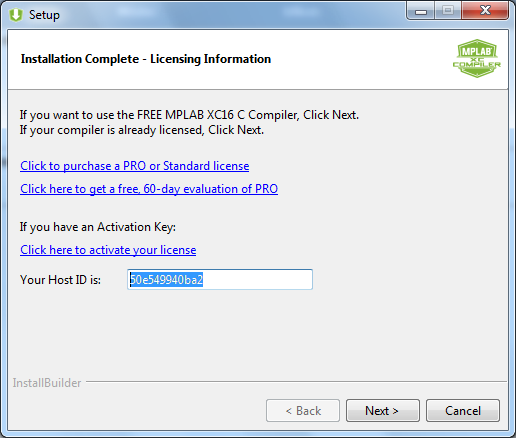 Setup
Installation Complete - Licensing Information
MPLAB
XC
COMPILER
If you want to use the FREE MPLAB XC16 C Compiler, Click Next.
If your compiler is already licensed, Click Next.
Click to purchase a PRO or Standard license
Click here to get a free, 60-day evaluation of PRO
If you have an Activation Key:
Click here to activate your license
Your Host ID is: 50e549940ba2
InstallBuilder
< Back Next > Cancel